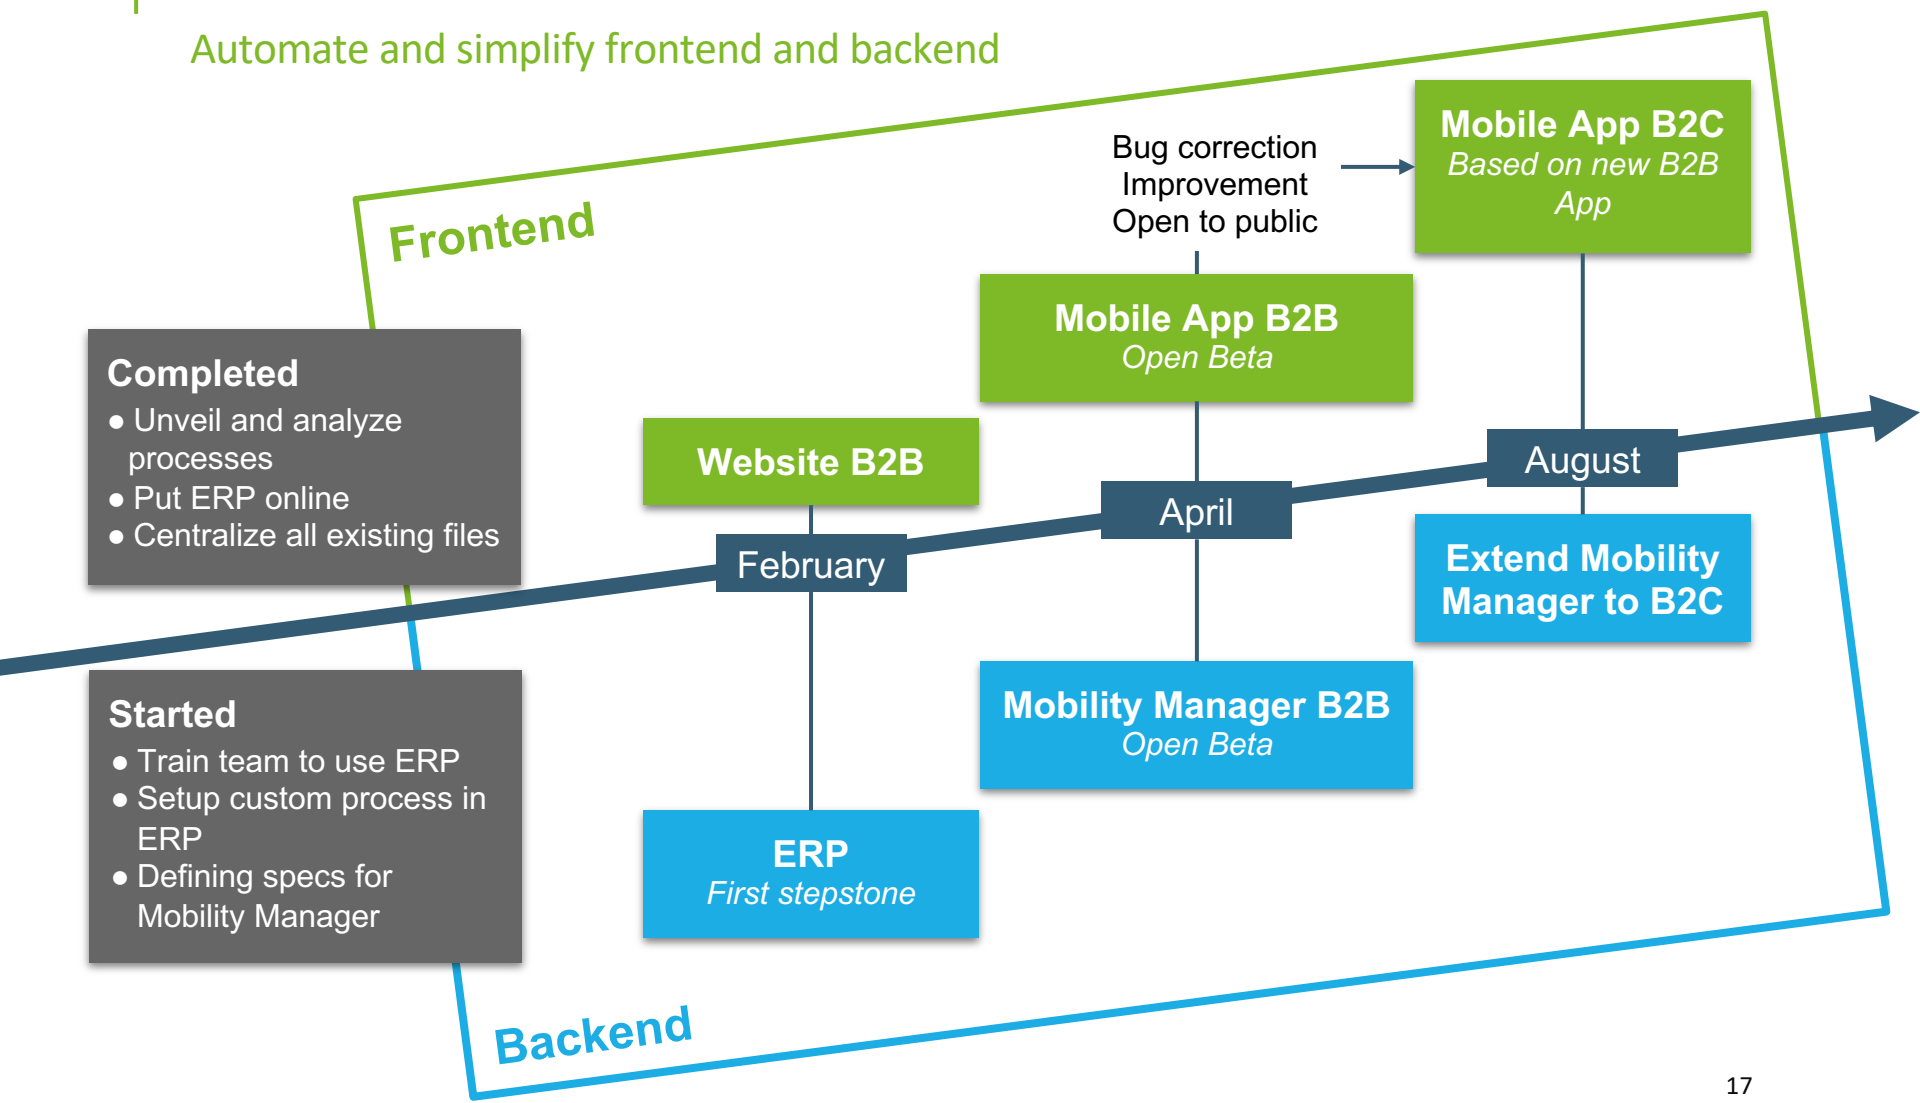 Automate and simplify frontend and backend
Frontend
Bug correction
Improvement
Open to public
Mobile App B2C
Based on new B2B
App
Mobile App B2B
Open Beta
Completed
● Unveil and analyze
processes
● Put ERP online
● Centralize all existing files
Website B2B
February
April
August
Extend Mobility
Manager to B2C
Started
● Train team to use ERP
● Setup custom process in
ERP
● Defining specs for
Mobility Manager
Mobility Manager B2B
Open Beta
ERP
First stepstone
Backend
17